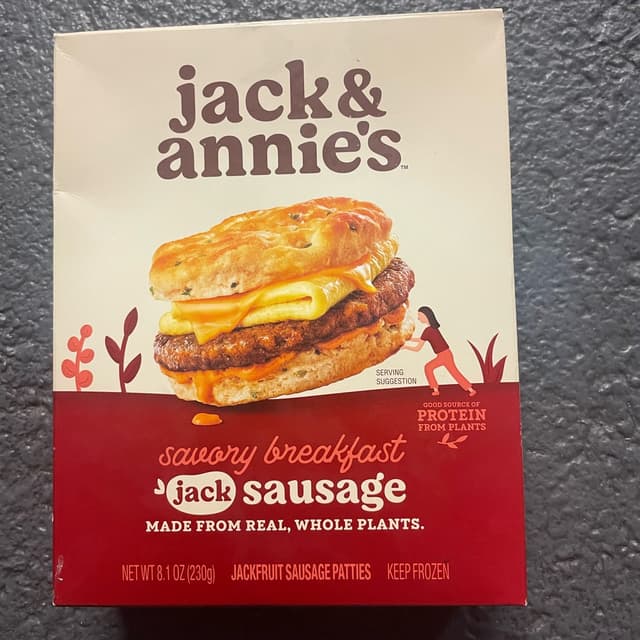 jack&
annie's™
SERVING
SUGGESTION
GOOD SOURCE OF
PROTEIN
FROM PLANTS
savory breakfast
jack sausage
MADE FROM REAL, WHOLE PLANTS.
NET WT 8.1 OZ (230g) JACKFRUIT SAUSAGE PATTIES KEEP FROZEN